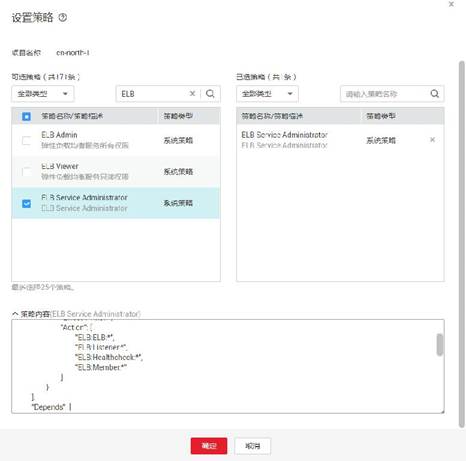 设置策略
项目名称 cn-north-1
可选策略（共171条）
已选策略（共1条）
全部类型
ELB
全部类型
请输入策略名称
策略名称/策略描述 策略类型
策略名称/策略描述 策略类型
ELB Admin
弹性负载均衡服务所有权限
系统策略
ELB Service Administrator
ELB Service Administrator
系统策略
ELB Viewer
弹性负载均衡服务只读权限
系统策略
ELB Service Administrator
ELB Service Administrator
系统策略
最多选择25个策略。
策略内容(ELB Service Administrator)
"Action": [
"ELB:ELB:*",
"ELB:Listener:*",
"ELB:Healthcheck:*",
"ELB:Member:*"
]
}
],
"Depends": [
确定
取消